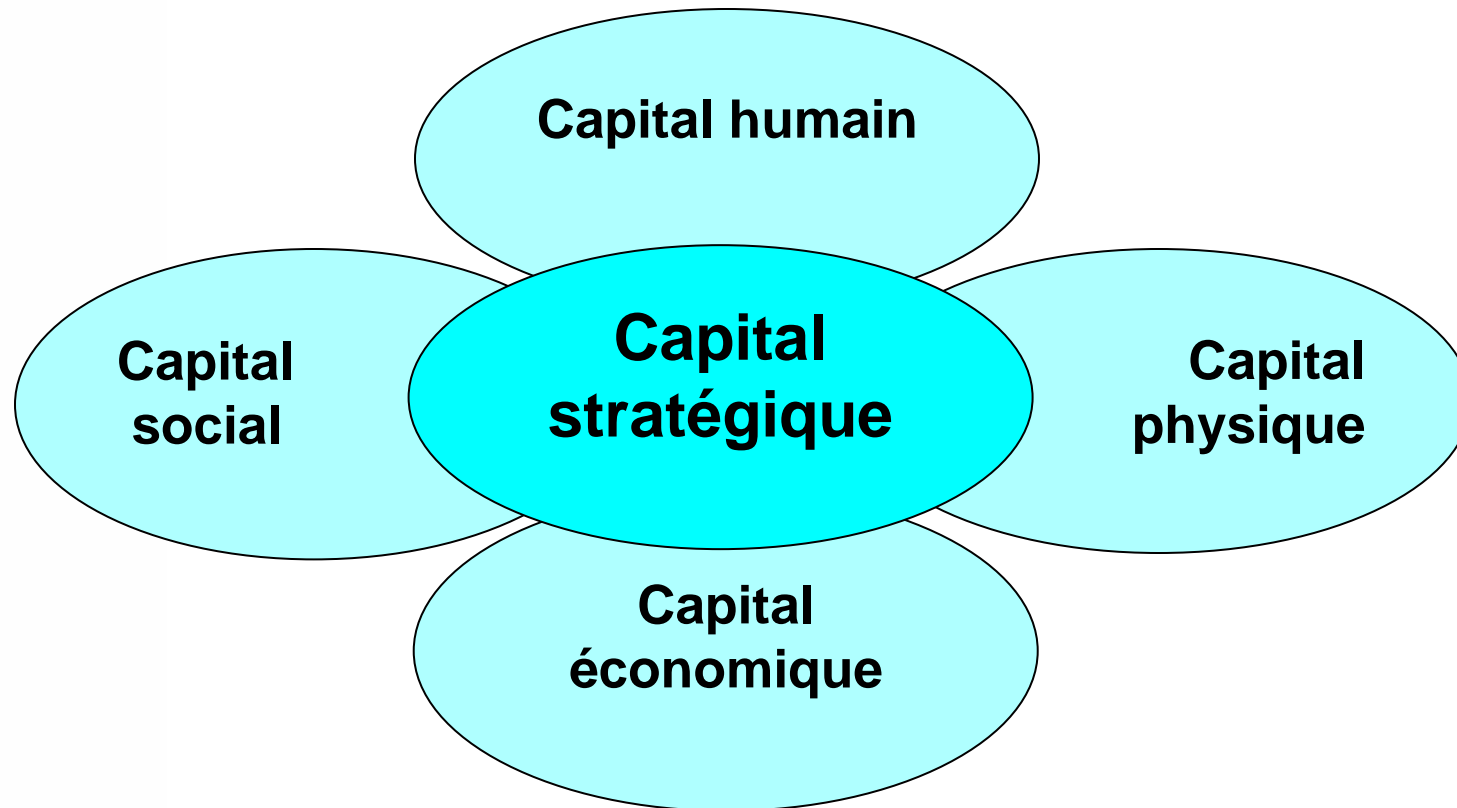 Capital humain
Capital
social
Capital
stratégique
Capital
physique
Capital
économique